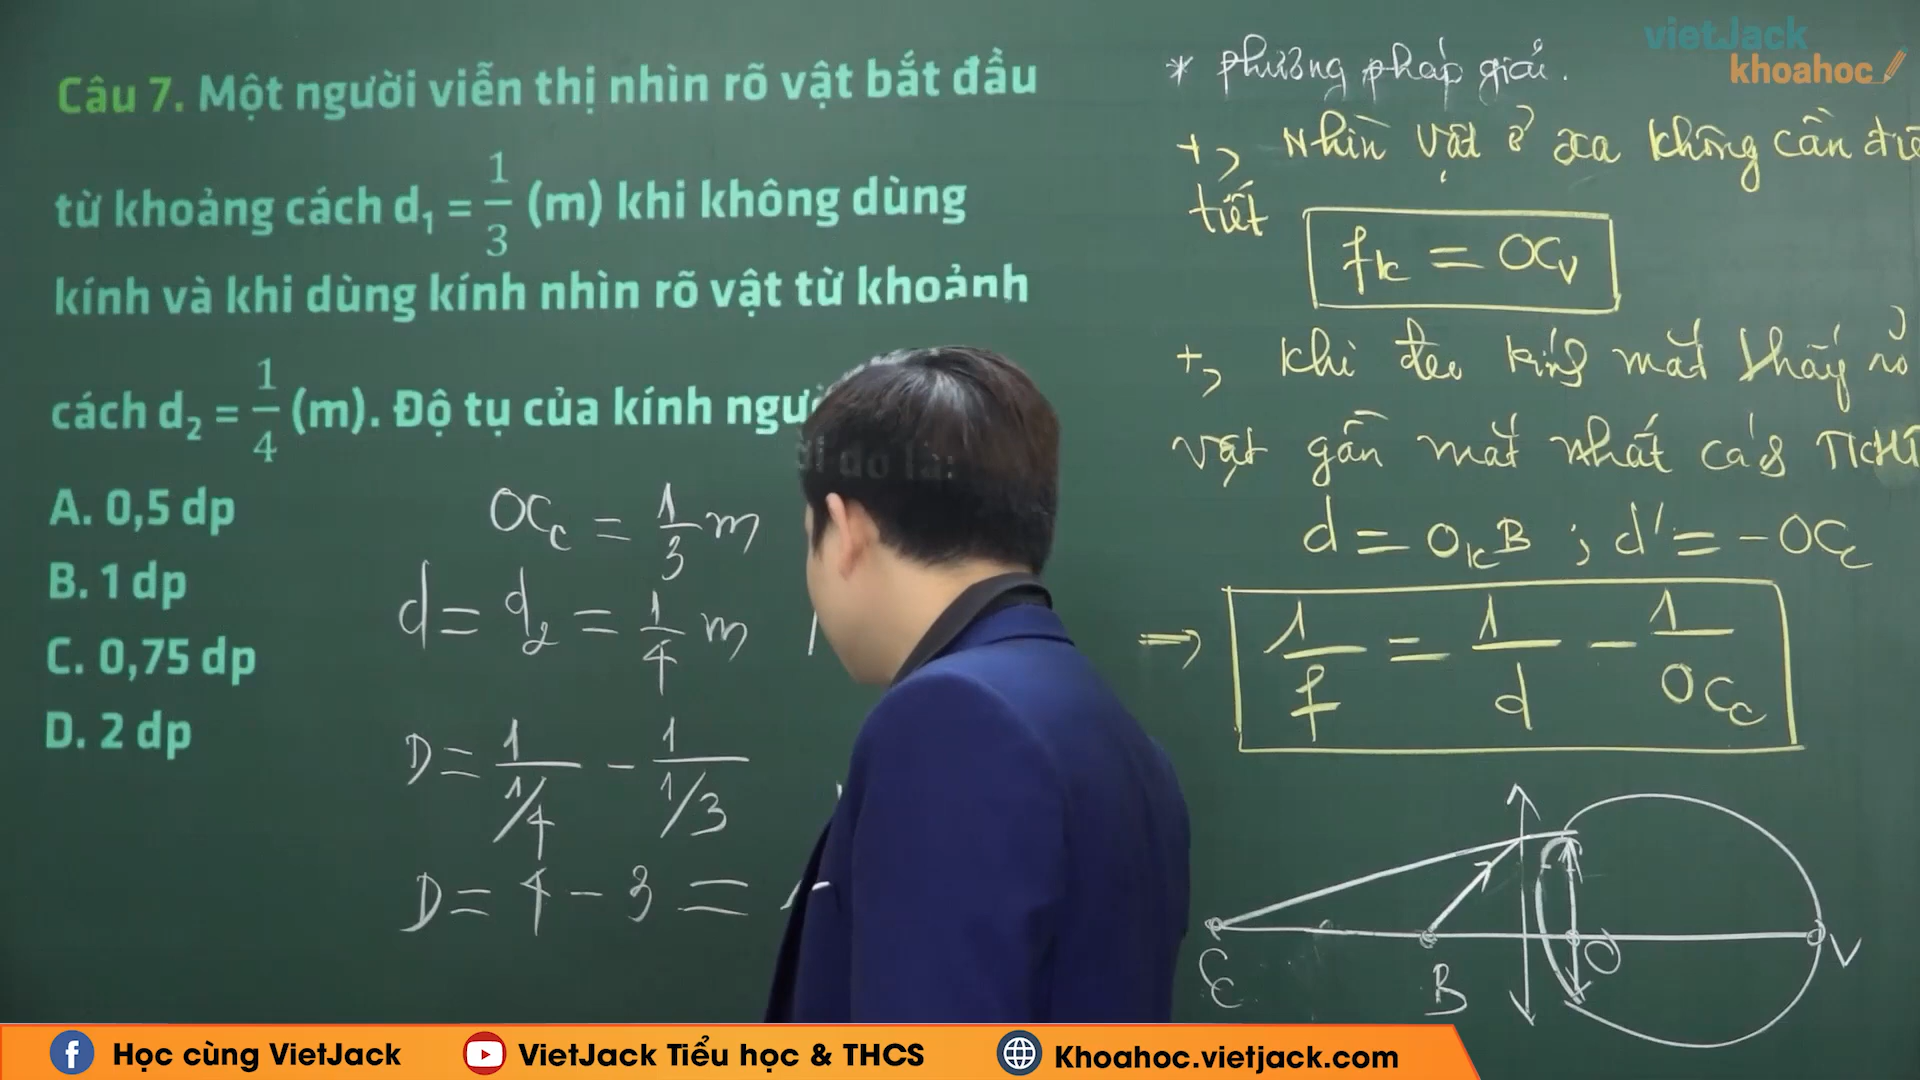 vietJack
khoahoc
Câu 7. Một người viễn thị nhìn rõ vật bắt đầu
từ khoảng cách d₁ = 1/3 (m) khi không dùng
kính và khi dùng kính nhìn rõ vật từ khoảnh
cách d₂ = 1/4 (m). Độ tụ của kính người
đó là:
A. 0,5 dp
B. 1 dp
C. 0,75 dp
D. 2 dp
OCc = 1/3 m
d = d₂ = 1/4 m
D = 1/(1/4) - 1/(1/3)
D = 4 - 3 =
* phương pháp giải.
+, Nhìn vật ở xa không cần
tiết
fk = OCv
+, Khi đeo kính mắt thấy rõ
vật gần mắt nhất cách
d = OkB ; d' = -OCc
=> 1/f = 1/d - 1/OCc
Cc B O V
Học cùng VietJack
VietJack Tiểu học & THCS
Khoahoc.vietjack.com